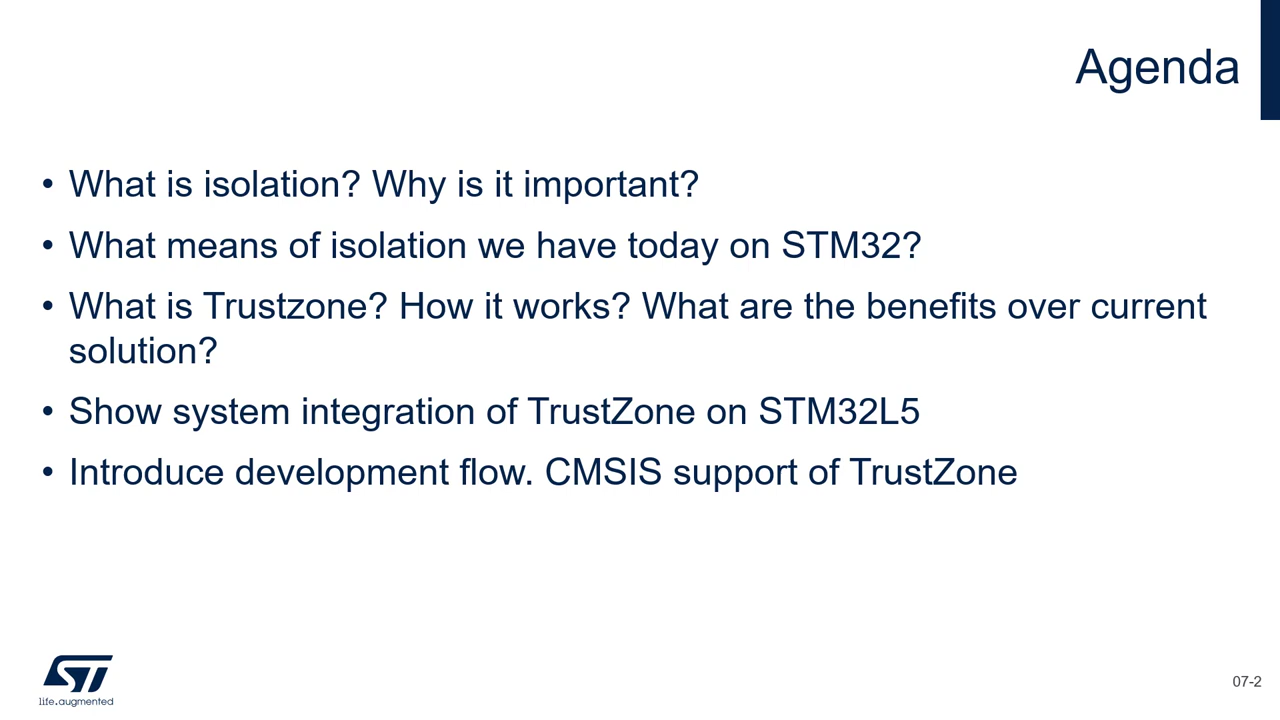 Agenda
• What is isolation? Why is it important?
• What means of isolation we have today on STM32?
• What is Trustzone? How it works? What are the benefits over current
solution?
• Show system integration of TrustZone on STM32L5
• Introduce development flow. CMSIS support of TrustZone
ST
life.augmented
07-2